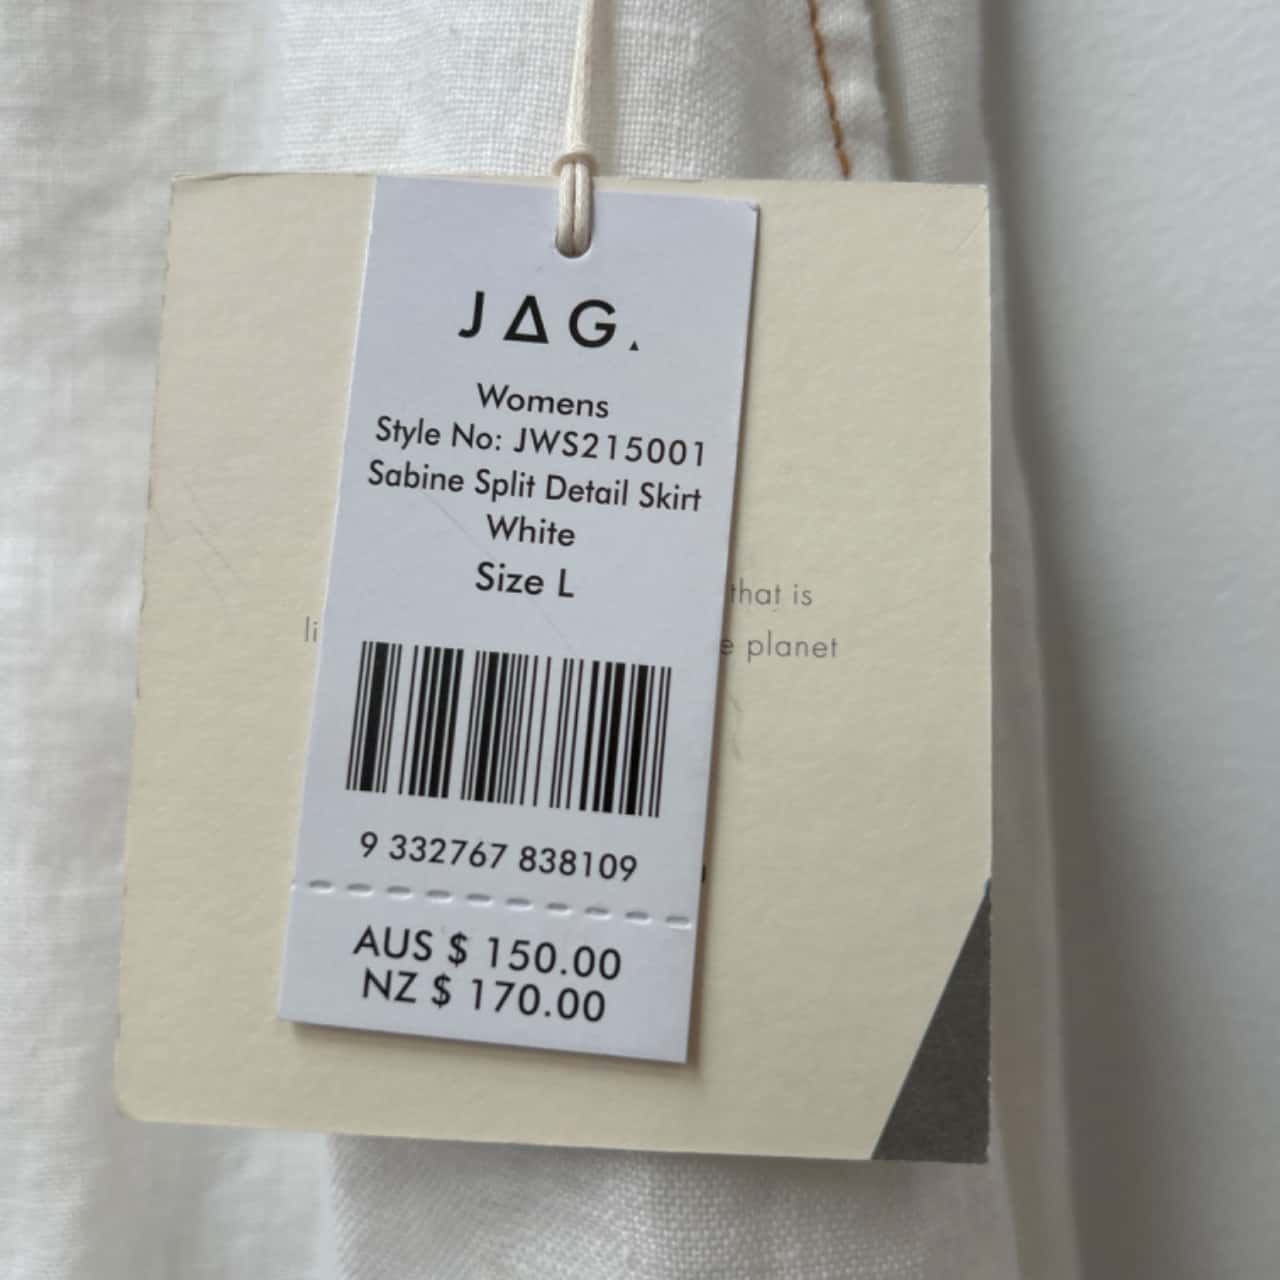 JAG.
Womens
Style No: JWS215001
Sabine Split Detail Skirt
White
Size L
that is
planet
9 332767 838109
AUS $ 150.00
NZ $ 170.00